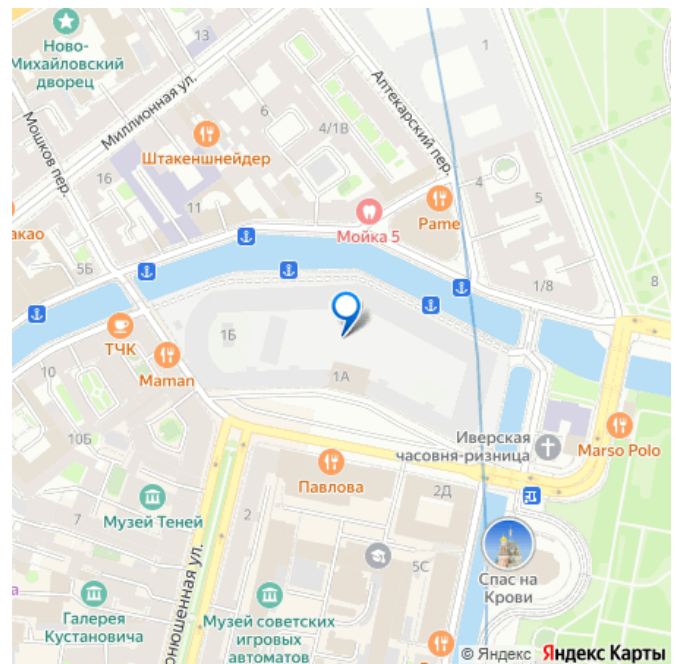 Ново-
Михайловский
дворец
13
1
Миллионная ул.
6
Аптекарский пер.
4/1В
Мошков пер.
Штакеншнейдер
16
4
5
11
Раме
Мойка 5
акао
5Б
8
1/8
1Б
ТЧК
Maman
10
1А
10Б
Иверская
часовня-ризница
Marso Polo
Павлова
2Д
7
Музей Теней
2
5С
Спас на
Крови
а
Галерея
Кустановича
онюшенная ул.
Музей советских
игровых
автоматов
© Яндекс Яндекс Карты